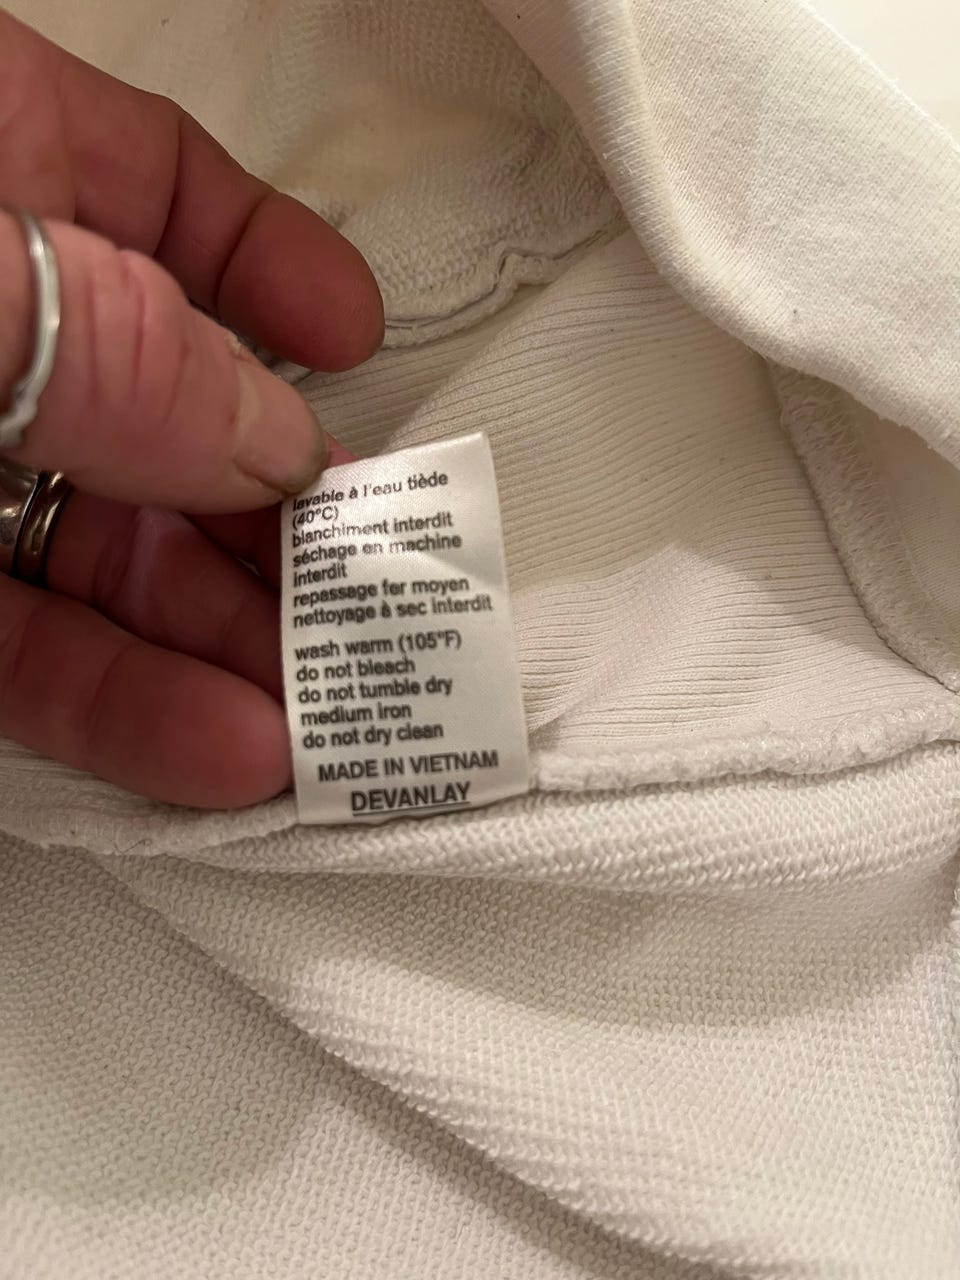 lavable à l'eau tiède
(40°C)
blanchiment interdit
séchage en machine
interdit
repassage fer moyen
nettoyage à sec interdit
wash warm (105°F)
do not bleach
do not tumble dry
medium iron
do not dry clean
MADE IN VIETNAM
DEVANLAY